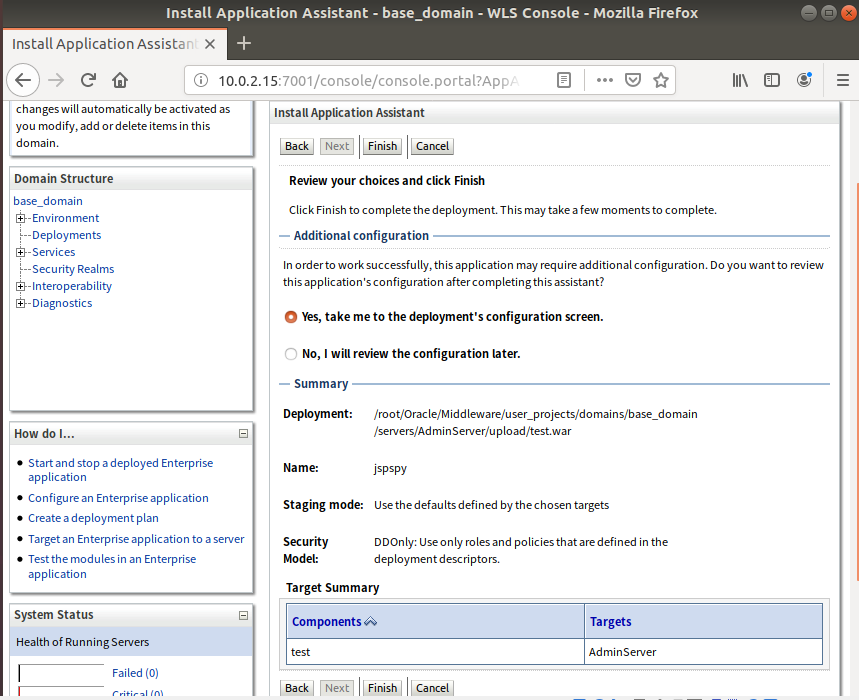 Install Application Assistant - base_domain - WLS Console - Mozilla Firefox
Install Application Assistant
10.0.2.15:7001/console/console.portal?AppA
changes will automatically be activated as
you modify, add or delete items in this
domain.
Domain Structure
base_domain
Environment
Deployments
Services
Security Realms
Interoperability
Diagnostics
How do I...
Start and stop a deployed Enterprise
application
Configure an Enterprise application
Create a deployment plan
Target an Enterprise application to a server
Test the modules in an Enterprise
application
System Status
Health of Running Servers
Failed (0)
Critical (0)
Install Application Assistant
Back Next Finish Cancel
Review your choices and click Finish
Click Finish to complete the deployment. This may take a few moments to complete.
Additional configuration
In order to work successfully, this application may require additional configuration. Do you want to review
this application's configuration after completing this assistant?
Yes, take me to the deployment's configuration screen.
No, I will review the configuration later.
Summary
Deployment: /root/Oracle/Middleware/user_projects/domains/base_domain
/servers/AdminServer/upload/test.war
Name: jspspy
Staging mode: Use the defaults defined by the chosen targets
Security DDOnly: Use only roles and policies that are defined in the
Model: deployment descriptors.
Target Summary
Components Targets
test AdminServer
Back Next Finish Cancel